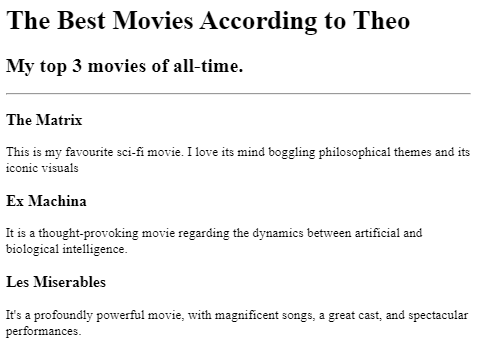 The Best Movies According to Theo
My top 3 movies of all-time.
The Matrix
This is my favourite sci-fi movie. I love its mind boggling philosophical themes and its
iconic visuals
Ex Machina
It is a thought-provoking movie regarding the dynamics between artificial and
biological intelligence.
Les Miserables
It's a profoundly powerful movie, with magnificent songs, a great cast, and spectacular
performances.